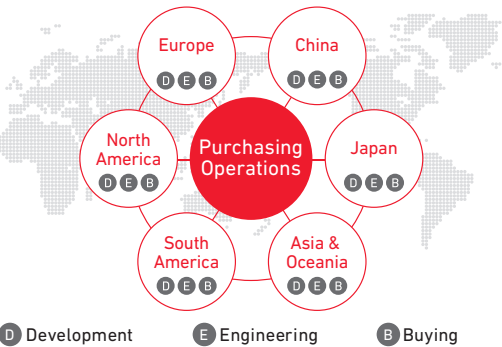 Europe
D E B
China
D E B
North
America
D E B
Purchasing
Operations
Japan
D E B
South
America
D E B
Asia &
Oceania
D E B
D Development
E Engineering
B Buying